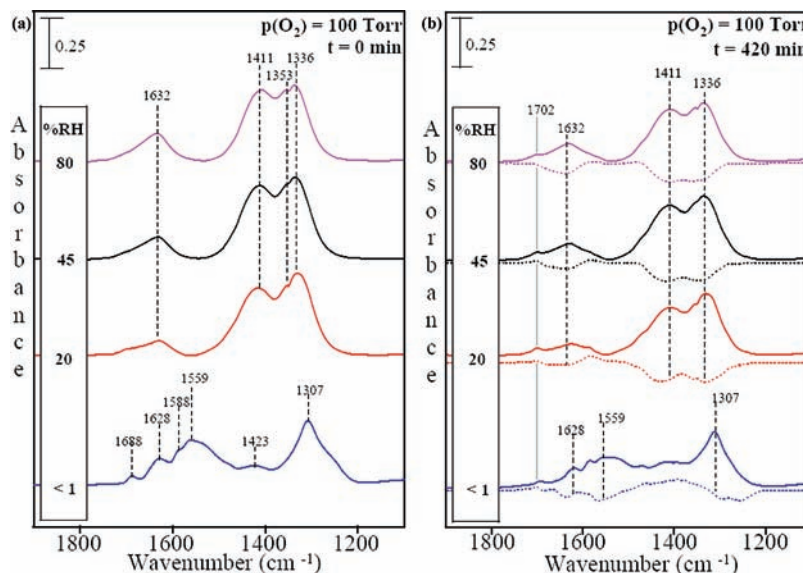 (a)
p(O2) = 100 Torr
t = 0 min
0.25
1411
1336
1353
1632
%RH
80
45
20
< 1
Absorbance
1559
1588
1628
1688
1423
1307
1800 1600 1400 1200
Wavenumber (cm -1)
(b)
p(O2) = 100 Torr
t = 420 min
0.25
1702
1632
1411
1336
%RH
80
45
20
< 1
Absorbance
1628
1559
1307
1800 1600 1400 1200
Wavenumber (cm -1)